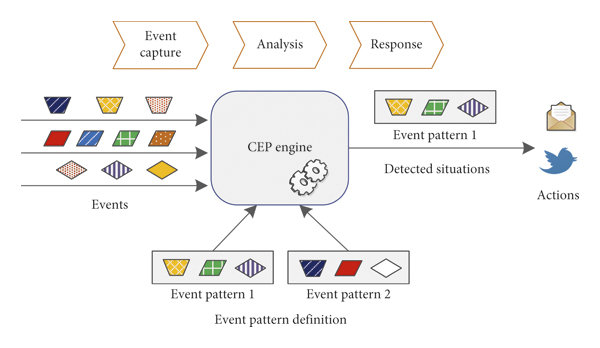 Event
capture
Analysis
Response
CEP engine
Event pattern 1
Detected situations
Events
Actions
Event pattern 1
Event pattern 2
Event pattern definition